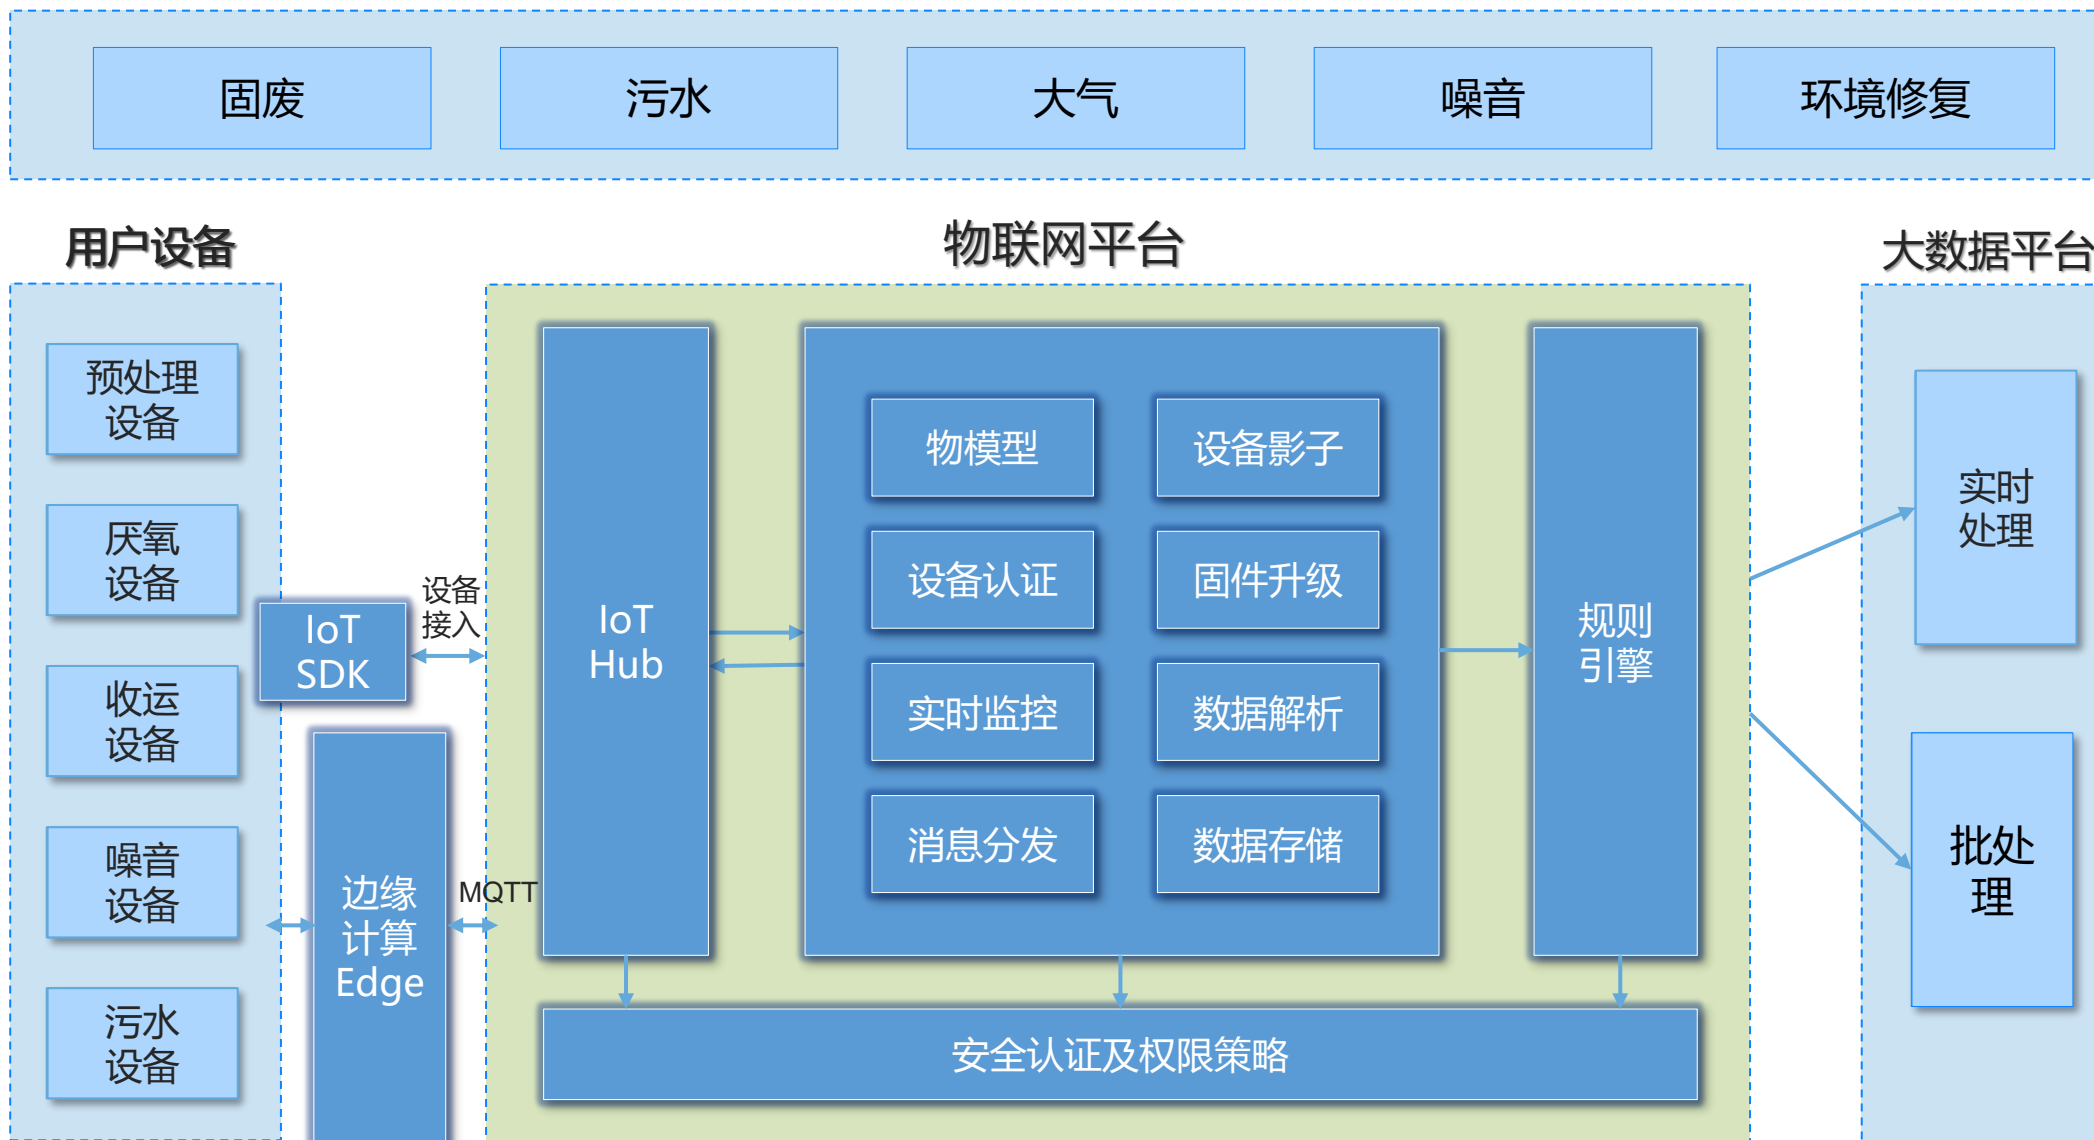 固废
污水
大气
噪音
环境修复
用户设备
物联网平台
大数据平台
预处理
设备
厌氧
设备
收运
设备
噪音
设备
污水
设备
IoT
SDK
设备
接入
边缘
计算
Edge
MQTT
IoT
Hub
物模型
设备影子
设备认证
固件升级
实时监控
数据解析
消息分发
数据存储
规则
引擎
安全认证及权限策略
实时
处理
批处
理